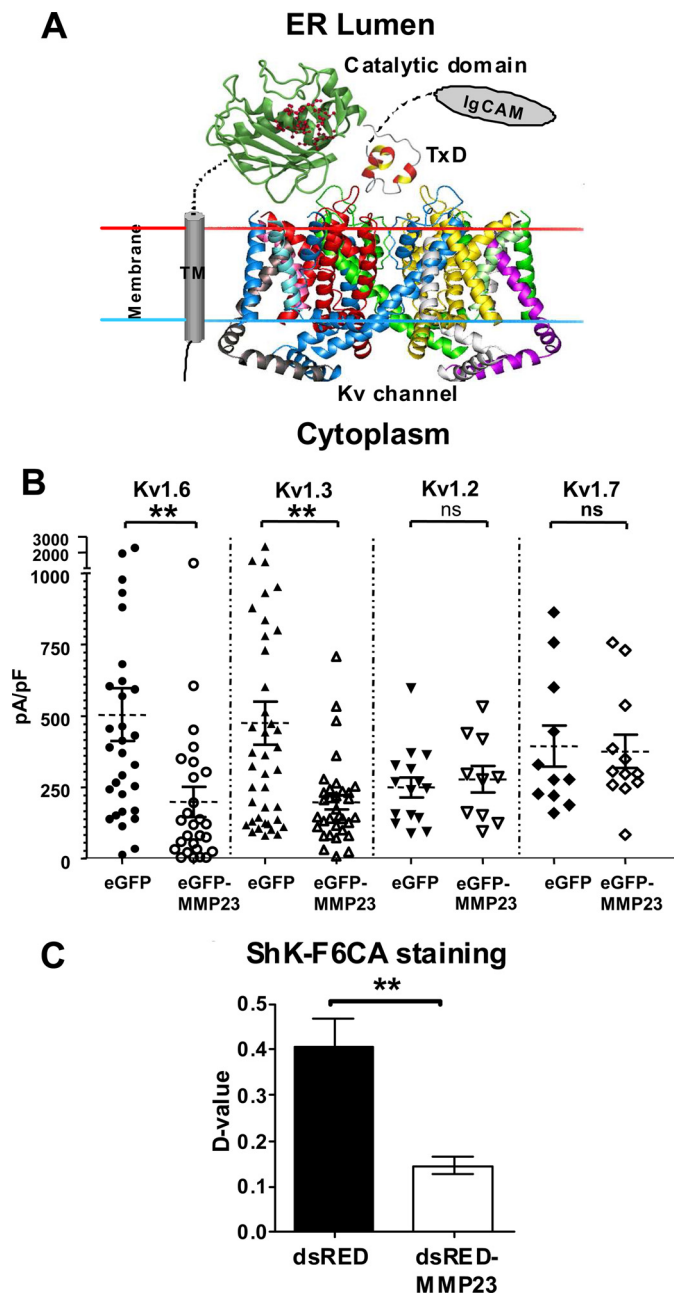 A
ER Lumen
Catalytic domain
IgCAM
TxD
Membrane
TM
Kv channel
Cytoplasm
B
Kv1.6 Kv1.3 Kv1.2 Kv1.7
** ** ns ns
3000
2000
1000
750
500
250
0
pA/pF
eGFP eGFP-MMP23 eGFP eGFP-MMP23 eGFP eGFP-MMP23 eGFP eGFP-MMP23
C
ShK-F6CA staining
**
0.5
0.4
0.3
0.2
0.1
0.0
D-value
dsRED dsRED-
MMP23